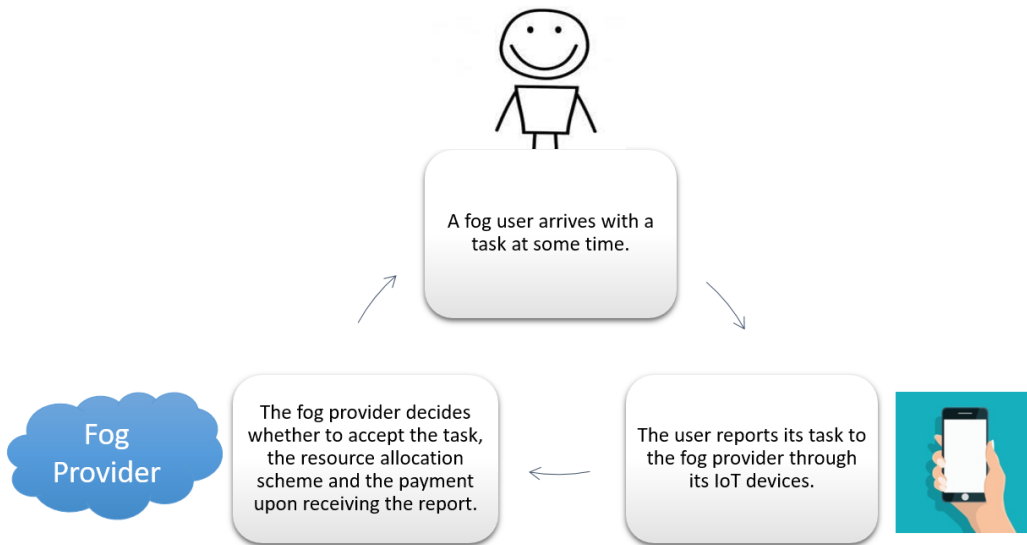 A fog user arrives with a
task at some time.
Fog
Provider
The fog provider decides
whether to accept the task,
the resource allocation
scheme and the payment
upon receiving the report.
The user reports its task to
the fog provider through
its IoT devices.